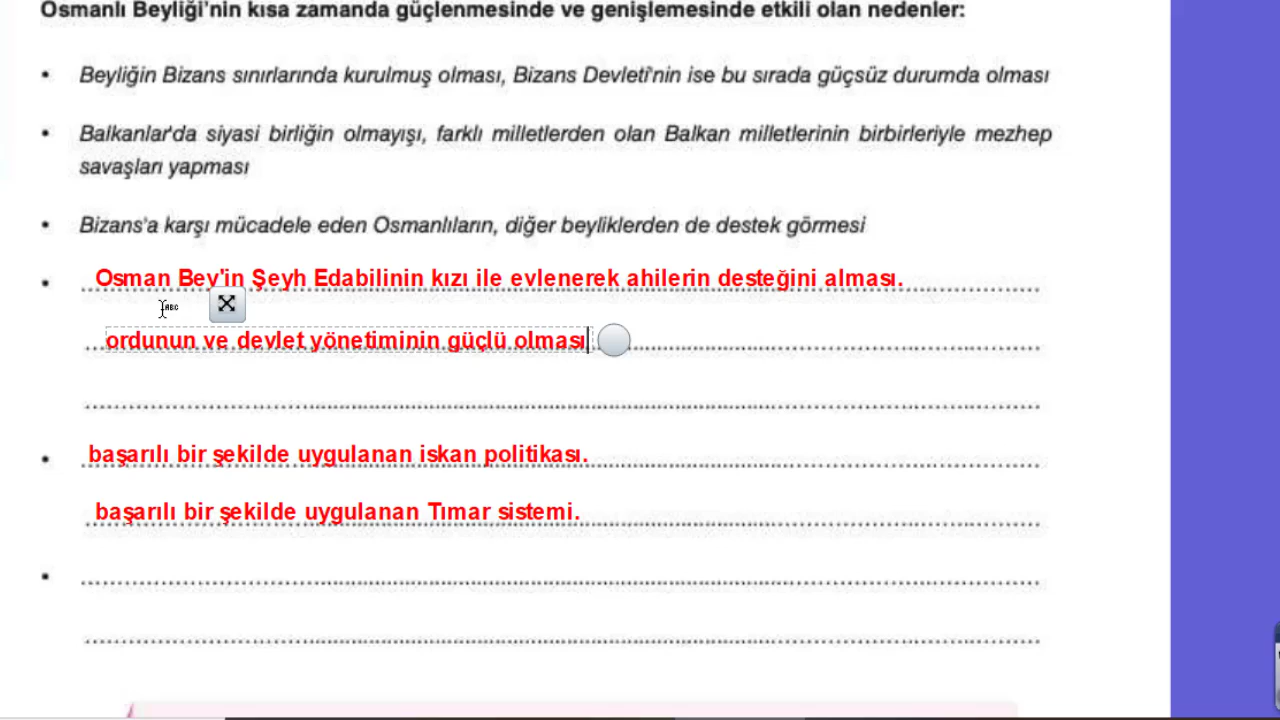 Osmanlı Beyliği'nin kısa zamanda güçlenmesinde ve genişlemesinde etkili olan nedenler:
• Beyliğin Bizans sınırlarında kurulmuş olması, Bizans Devleti'nin ise bu sırada güçsüz durumda olması
• Balkanlar'da siyasi birliğin olmayışı, farklı milletlerden olan Balkan milletlerinin birbirleriyle mezhep
savaşları yapması
• Bizans'a karşı mücadele eden Osmanlıların, diğer beyliklerden de destek görmesi
• Osman Bey'in Şeyh Edabilinin kızı ile evlenerek ahilerin desteğini alması.
ABC
ordunun ve devlet yönetiminin güçlü olması
• başarılı bir şekilde uygulanan iskan politikası.
başarılı bir şekilde uygulanan Tımar sistemi.
•